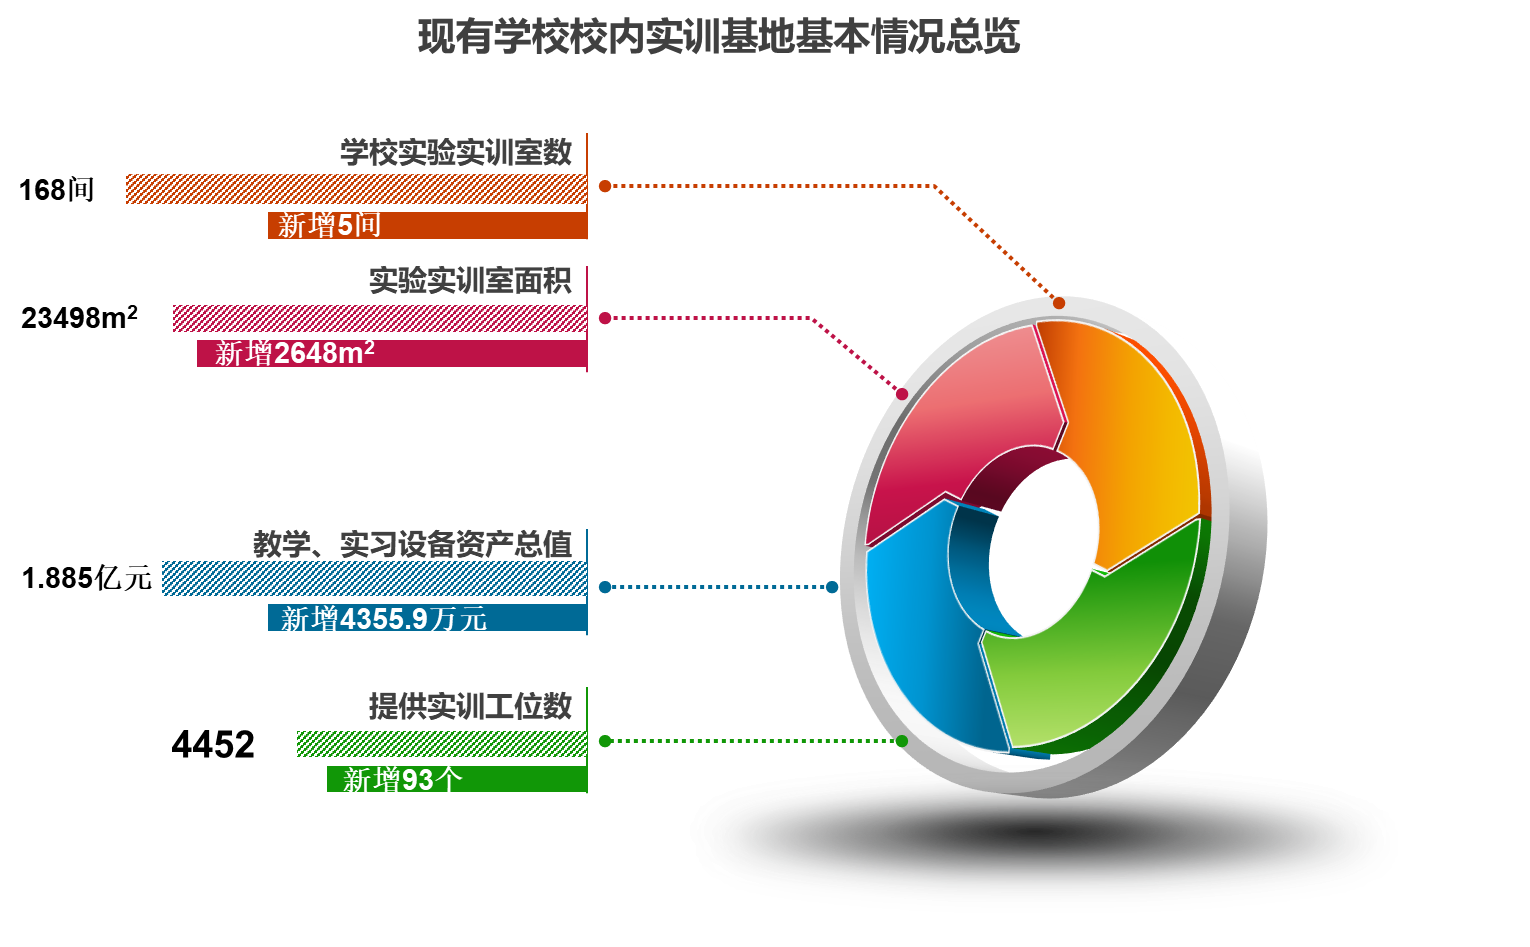 现有学校校内实训基地基本情况总览
学校实验实训室数
168间
新增5间
实验实训室面积
23498m²
新增2648m²
教学、实习设备资产总值
1.885亿元
新增4355.9万元
提供实训工位数
4452
新增93个